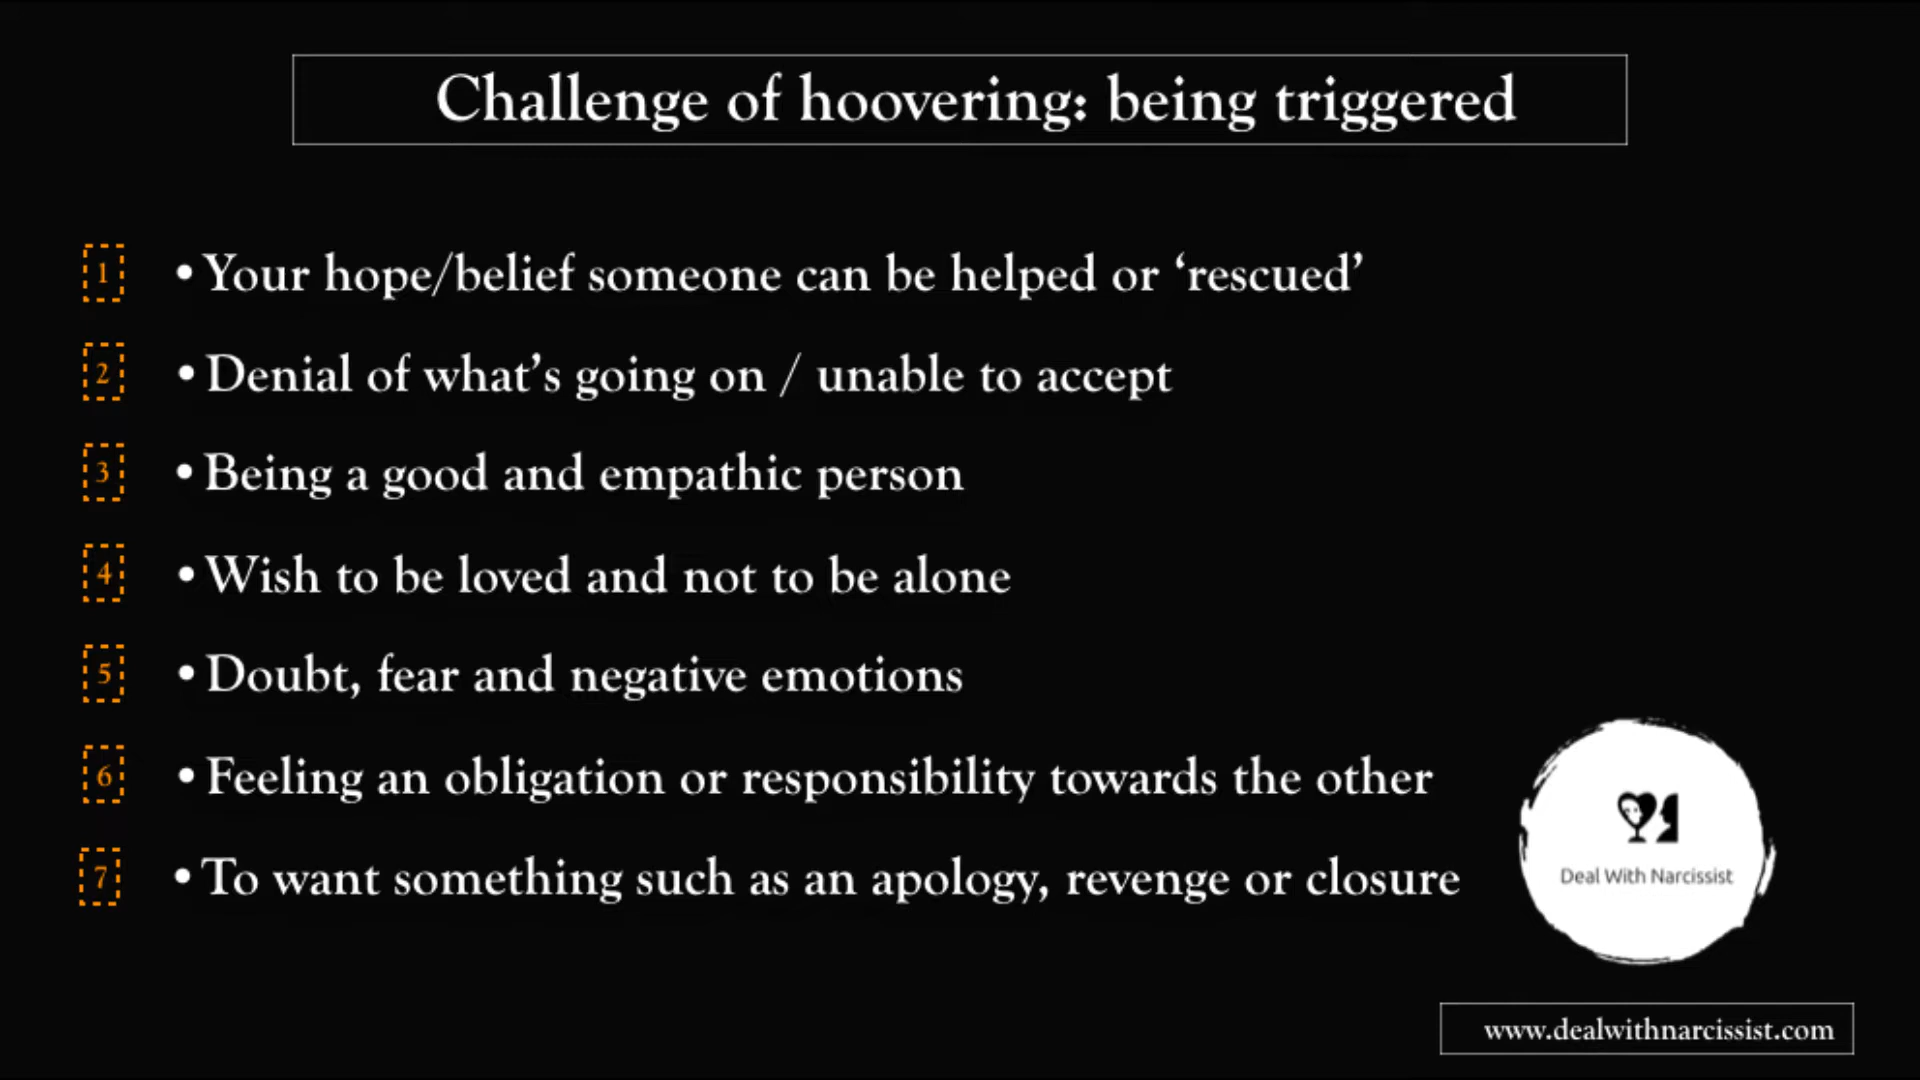 Challenge of hoovering: being triggered
1 • Your hope/belief someone can be helped or ‘rescued’
2 • Denial of what’s going on / unable to accept
3 • Being a good and empathic person
4 • Wish to be loved and not to be alone
5 • Doubt, fear and negative emotions
6 • Feeling an obligation or responsibility towards the other
7 • To want something such as an apology, revenge or closure
Deal With Narcissist
www.dealwithnarcissist.com